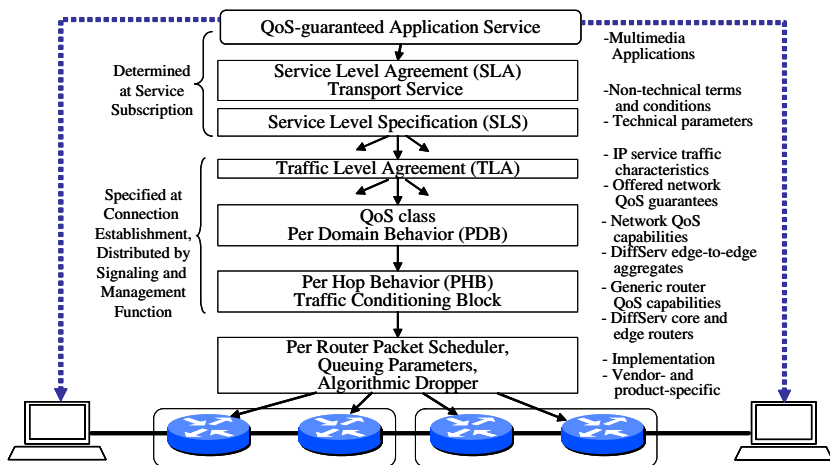 QoS-guaranteed Application Service
Determined
at Service
Subscription
Service Level Agreement (SLA)
Transport Service
Service Level Specification (SLS)
Specified at
Connection
Establishment,
Distributed by
Signaling and
Management
Function
Traffic Level Agreement (TLA)
QoS class
Per Domain Behavior (PDB)
Per Hop Behavior (PHB)
Traffic Conditioning Block
Per Router Packet Scheduler,
Queuing Parameters,
Algorithmic Dropper
-Multimedia
Applications
-Non-technical terms
and conditions
- Technical parameters
- IP service traffic
characteristics
- Offered network
QoS guarantees
- Network QoS
capabilities
- DiffServ edge-to-edge
aggregates
- Generic router
QoS capabilities
- DiffServ core and
edge routers
- Implementation
- Vendor- and
product-specific